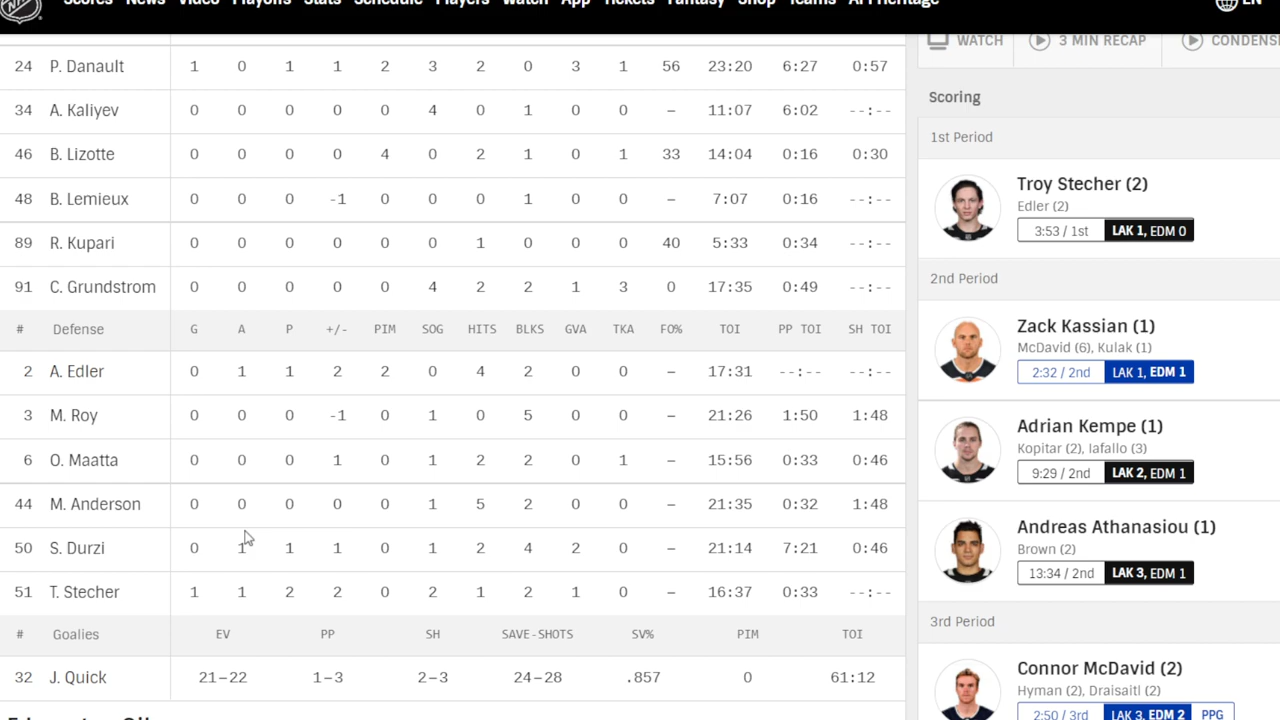 Scores News Video Playoffs Stats Schedule Players Watch App Tickets Fantasy Shop Teams API Heritage EN
24 P. Danault 1 0 1 1 2 3 2 0 3 1 56 23:20 6:27 0:57
34 A. Kaliyev 0 0 0 0 0 4 0 1 0 0 – 11:07 6:02 --:--
46 B. Lizotte 0 0 0 0 4 0 2 1 0 1 33 14:04 0:16 0:30
48 B. Lemieux 0 0 0 -1 0 0 0 1 0 0 – 7:07 0:16 --:--
89 R. Kupari 0 0 0 0 0 0 1 0 0 0 40 5:33 0:34 --:--
91 C. Grundstrom 0 0 0 0 0 4 2 2 1 3 0 17:35 0:49 --:--
# Defense G A P +/- PIM SOG HITS BLKS GVA TKA FO% TOI PP TOI SH TOI
2 A. Edler 0 1 1 2 2 0 4 2 0 0 – 17:31 --:-- --:--
3 M. Roy 0 0 0 -1 0 1 0 5 0 0 – 21:26 1:50 1:48
6 O. Maatta 0 0 0 1 0 1 2 2 0 1 – 15:56 0:33 0:46
44 M. Anderson 0 0 0 0 0 1 5 2 0 0 – 21:35 0:32 1:48
50 S. Durzi 0 1 1 1 0 1 2 4 2 0 – 21:14 7:21 0:46
51 T. Stecher 1 1 2 2 0 2 1 2 1 0 – 16:37 0:33 --:--
# Goalies EV PP SH SAVE-SHOTS SV% PIM TOI
32 J. Quick 21–22 1–3 2–3 24–28 .857 0 61:12
WATCH 3 MIN RECAP CONDENS
Scoring
1st Period
Troy Stecher (2)
Edler (2)
3:53 / 1st LAK 1, EDM 0
2nd Period
Zack Kassian (1)
McDavid (6), Kulak (1)
2:32 / 2nd LAK 1, EDM 1
Adrian Kempe (1)
Kopitar (2), Iafallo (3)
9:29 / 2nd LAK 2, EDM 1
Andreas Athanasiou (1)
Brown (2)
13:34 / 2nd LAK 3, EDM 1
3rd Period
Connor McDavid (2)
Hyman (2), Draisaitl (2)
2:50 / 3rd LAK 3, EDM 2 PPG